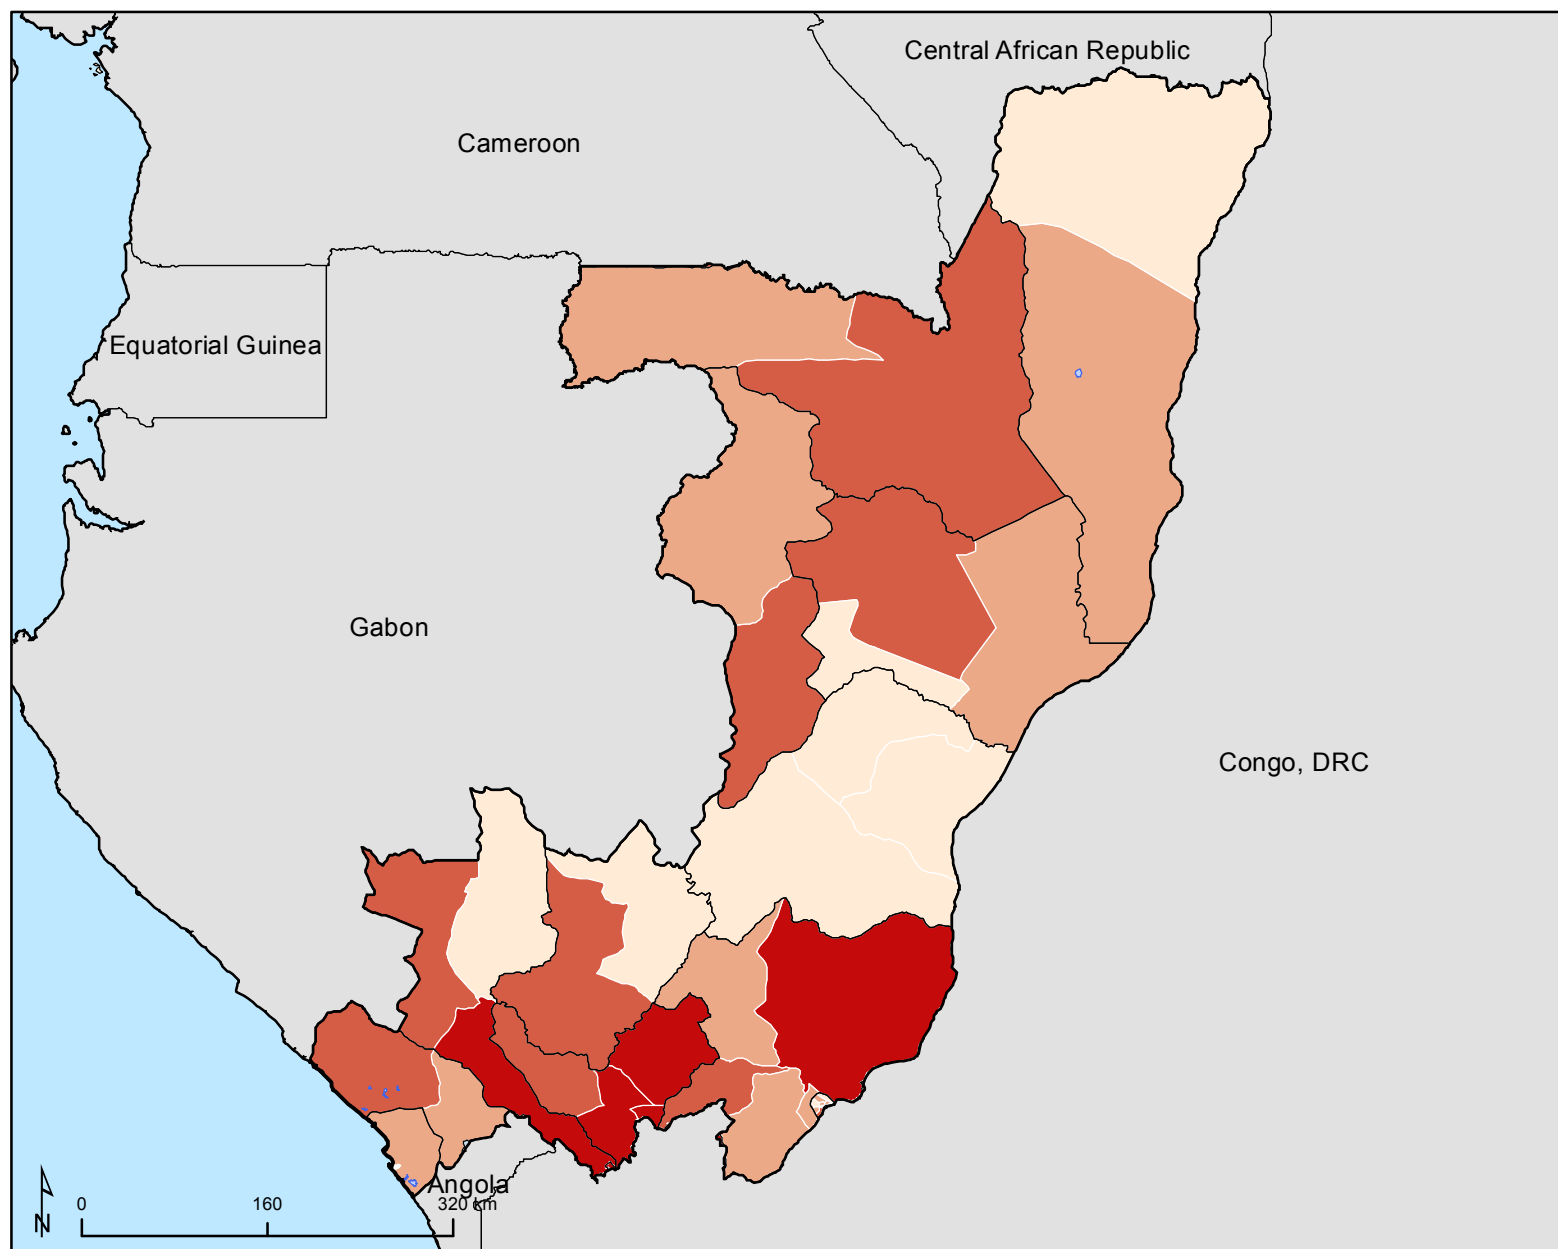 Central African Republic
Cameroon
Equatorial Guinea
Gabon
Congo, DRC
Angola
0 160 320 km
N